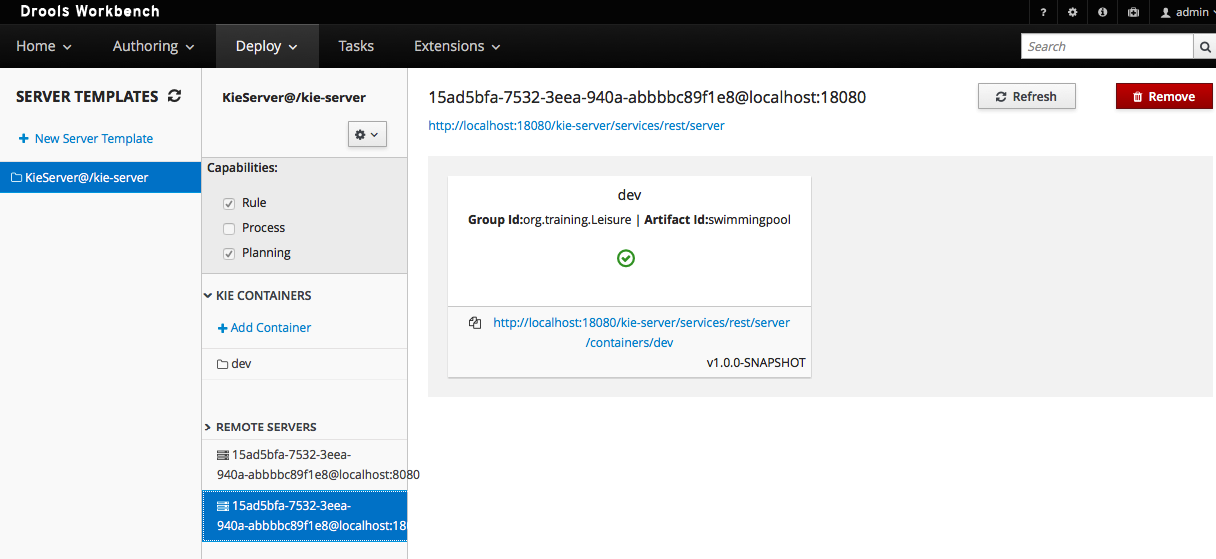 Drools Workbench
? admin
Home Authoring Deploy Tasks Extensions
Search
SERVER TEMPLATES
+ New Server Template
KieServer@/kie-server
KieServer@/kie-server
Capabilities:
Rule
Process
Planning
KIE CONTAINERS
+ Add Container
dev
REMOTE SERVERS
15ad5bfa-7532-3eea-
940a-abbbbc89f1e8@localhost:8080
15ad5bfa-7532-3eea-
940a-abbbbc89f1e8@localhost:18
15ad5bfa-7532-3eea-940a-abbbbc89f1e8@localhost:18080
Refresh
Remove
http://localhost:18080/kie-server/services/rest/server
dev
Group Id:org.training.Leisure | Artifact Id:swimmingpool
http://localhost:18080/kie-server/services/rest/server
/containers/dev
v1.0.0-SNAPSHOT